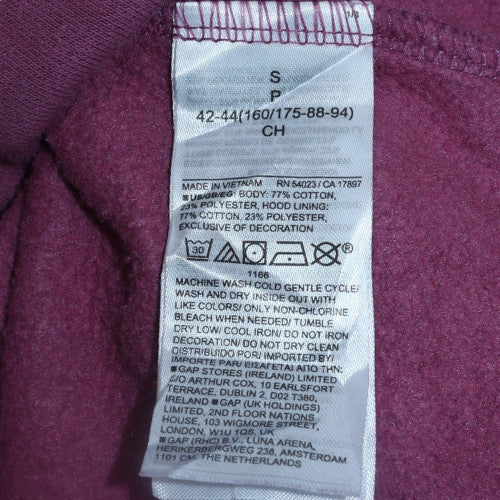 S
P
42-44(160/175-88-94)
CH
MADE IN VIETNAM RN 54023 / CA 17897
■US/GB/EG: BODY: 77% COTTON,
23% POLYESTER, HOOD LINING:
77% COTTON, 23% POLYESTER,
EXCLUSIVE OF DECORATION
30 ®
1166
MACHINE WASH COLD GENTLE CYCLE/
WASH AND DRY INSIDE OUT WITH
LIKE COLORS/ ONLY NON-CHLORINE
BLEACH WHEN NEEDED/ TUMBLE
DRY LOW/ COOL IRON/ DO NOT IRON
DECORATION/ DO NOT DRY CLEAN
IMPORTADO POR/IMPORTED BY/
IMPORTE PAR/ ΕΙΣΑΓΕΤΑΙ ΑΠΟ ΤΗΝ:
■GAP STORES (IRELAND) LIMITED
C/O ARTHUR COX, 10 EARLSFORT
TERRACE, DUBLIN 2, D02 T380,
IRELAND ■GAP (UK HOLDINGS)
LIMITED, 2ND FLOOR NATIONS
HOUSE, 103 WIGMORE STREET,
LONDON, W1U 1QS, UK
■GAP (RHC) B.V., LUNA ARENA,
HERIKERBERGWEG 238, AMSTERDAM
1101 CM, THE NETHERLANDS